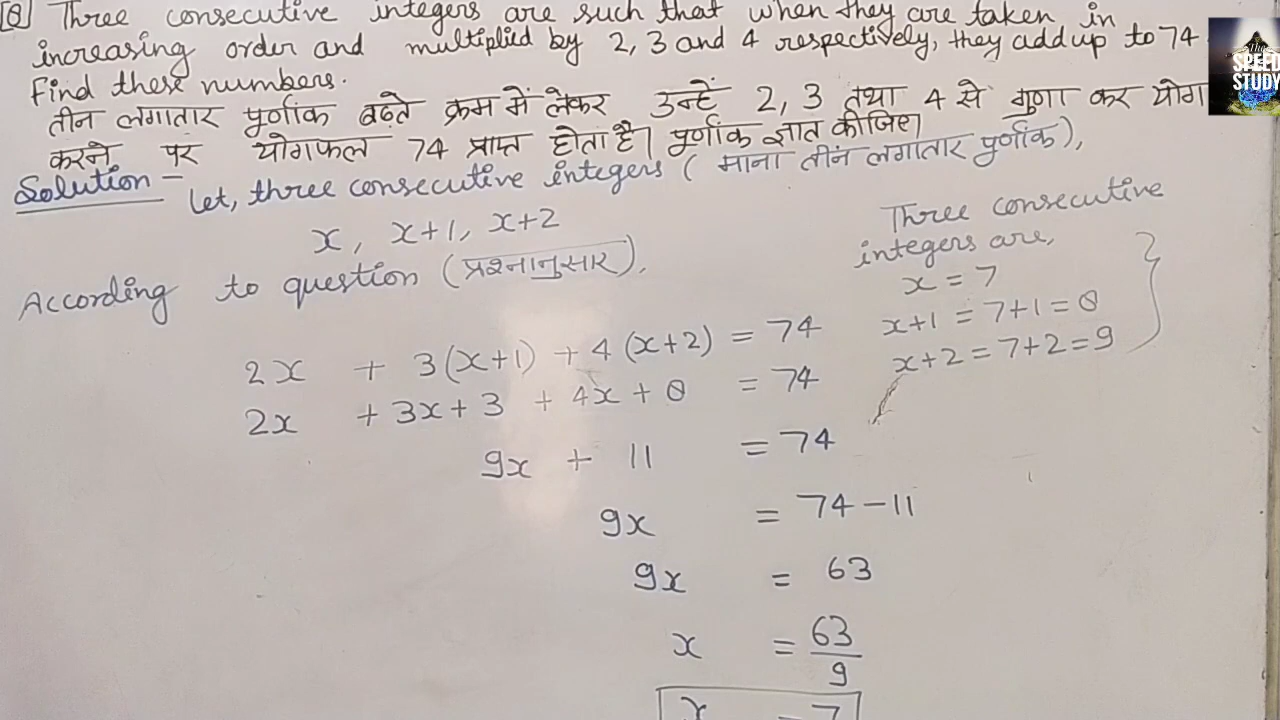 [Q] Three consecutive integers are such that when they are taken in
increasing order and multiplied by 2, 3 and 4 respectively, they add up to 74.
Find these numbers.
तीन लगातार पूर्णांक बढ़ते क्रम में लेकर उन्हें 2, 3 तथा 4 से गुणा कर योग
करने पर योगफल 74 प्राप्त होता है। पूर्णांक ज्ञात कीजिए।
Solution - Let, three consecutive integers ( माना तीन लगातार पूर्णांक ),
x, x+1, x+2
According to question (प्रश्नानुसार),
2x + 3(x+1) + 4(x+2) = 74
2x + 3x + 3 + 4x + 8 = 74
9x + 11 = 74
9x = 74 - 11
9x = 63
x = 63/9
x = 7
Three consecutive
integers are,
x = 7
x+1 = 7+1 = 8
x+2 = 7+2 = 9
the
SPEED
STUDY